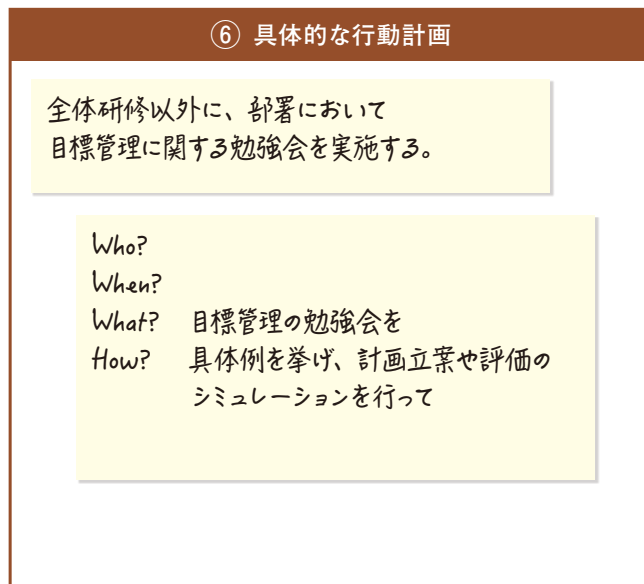 ⑥ 具体的な行動計画
全体研修以外に、部署において
目標管理に関する勉強会を実施する。
Who?
When?
What? 目標管理の勉強会を
How? 具体例を挙げ、計画立案や評価の
シミュレーションを行って